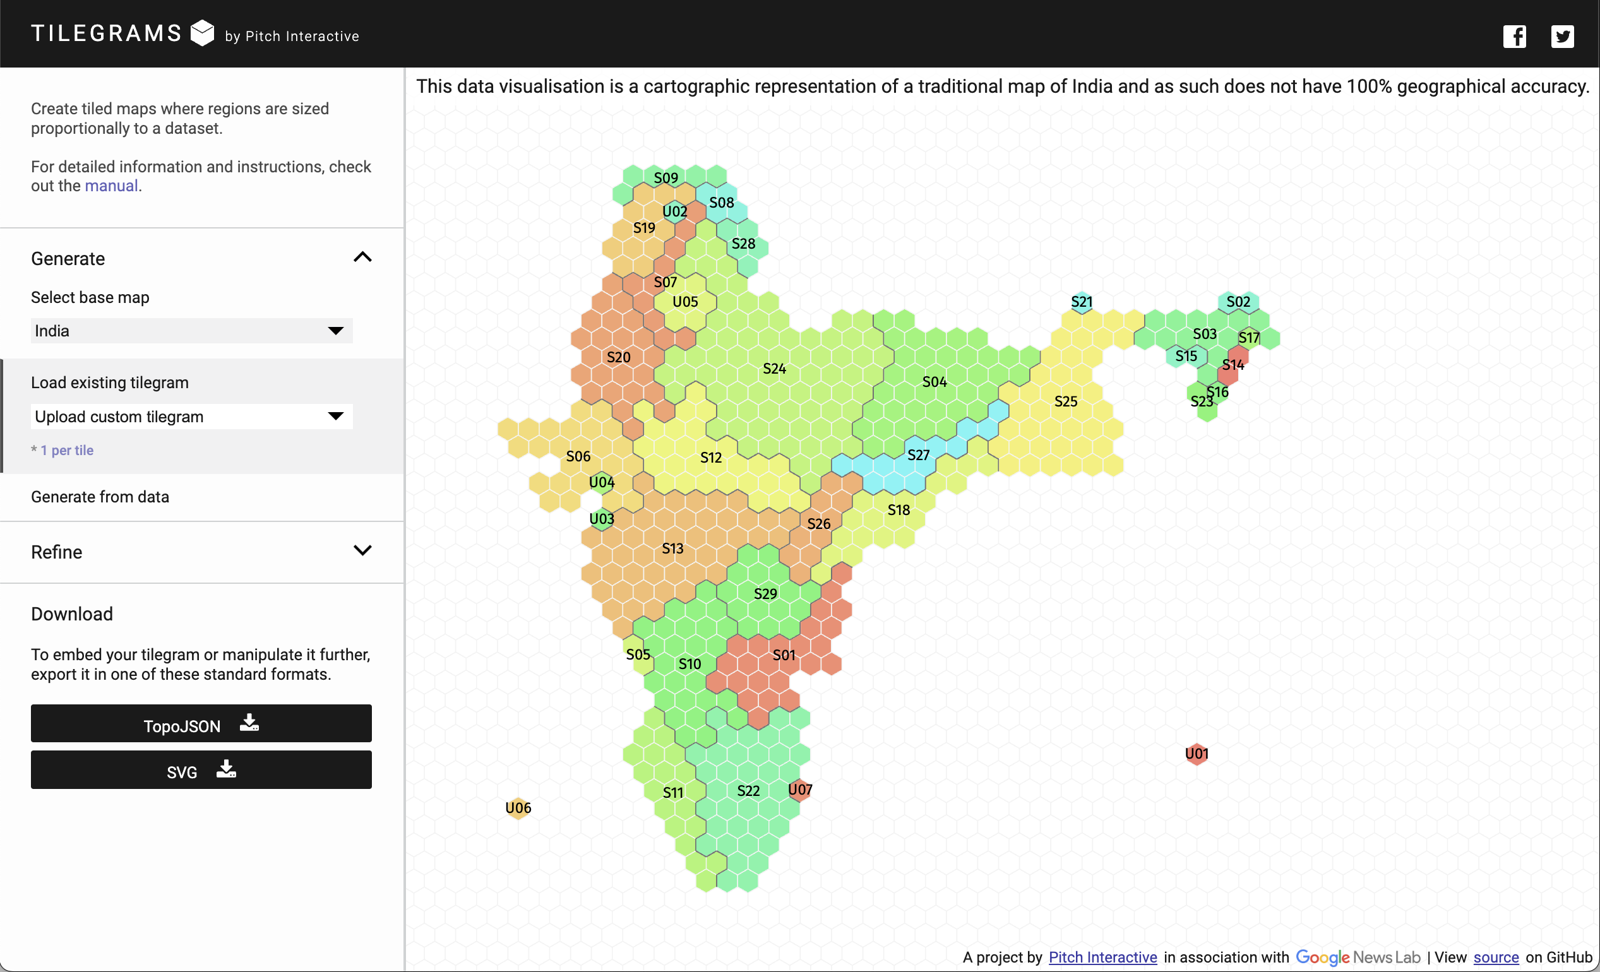 TILEGRAMS by Pitch Interactive
This data visualisation is a cartographic representation of a traditional map of India and as such does not have 100% geographical accuracy.
Create tiled maps where regions are sized
proportionally to a dataset.
For detailed information and instructions, check
out the manual.
Generate
Select base map
India
Load existing tilegram
Upload custom tilegram
* 1 per tile
Generate from data
Refine
Download
To embed your tilegram or manipulate it further,
export it in one of these standard formats.
TopoJSON
SVG
S09
S08
U02
S19
S28
S07
U05
S21
S02
S03
S17
S20
S15
S14
S24
S04
S16
S23
S25
S06
S12
S27
U04
S18
U03
S26
S13
S29
S05
S10
S01
U01
S11
S22
U07
U06
A project by Pitch Interactive in association with Google News Lab | View source on GitHub